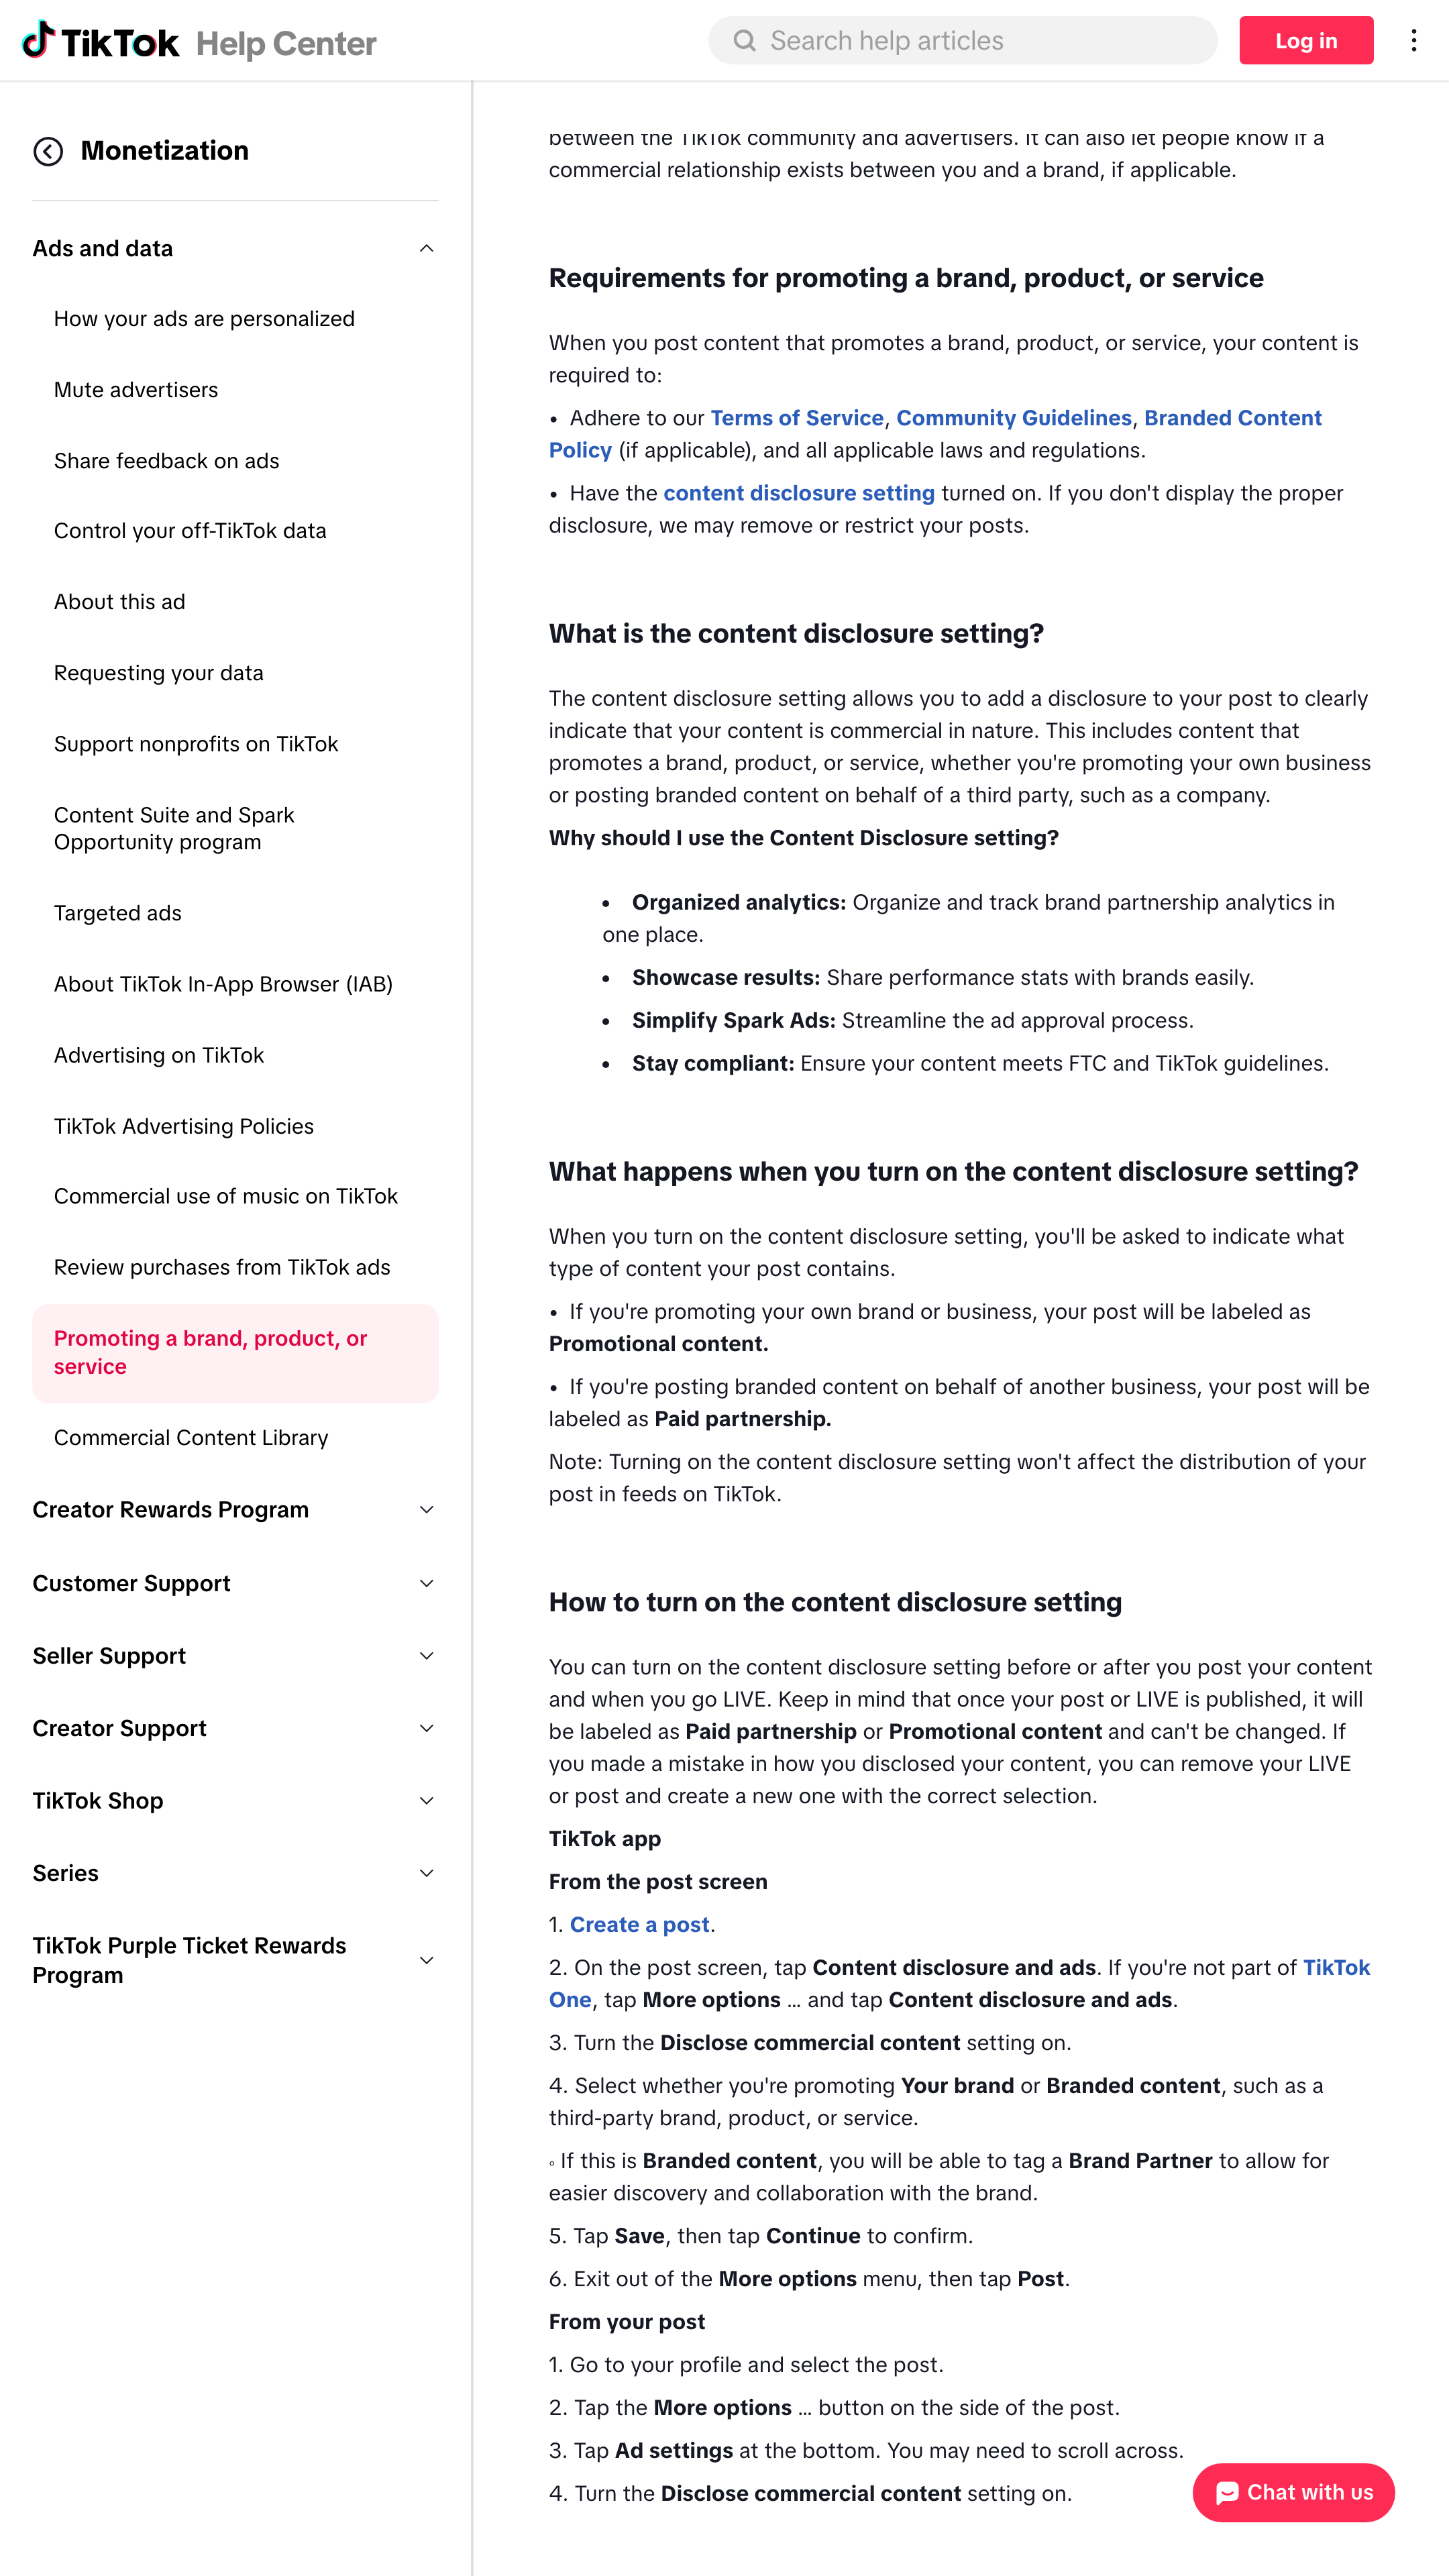 TikTok Help Center
Search help articles
Log in
Monetization
Ads and data
How your ads are personalized
Mute advertisers
Share feedback on ads
Control your off-TikTok data
About this ad
Requesting your data
Support nonprofits on TikTok
Content Suite and Spark
Opportunity program
Targeted ads
About TikTok In-App Browser (IAB)
Advertising on TikTok
TikTok Advertising Policies
Commercial use of music on TikTok
Review purchases from TikTok ads
Promoting a brand, product, or
service
Commercial Content Library
Creator Rewards Program
Customer Support
Seller Support
Creator Support
TikTok Shop
Series
TikTok Purple Ticket Rewards
Program
between the TikTok community and advertisers. It can also let people know if a
commercial relationship exists between you and a brand, if applicable.
Requirements for promoting a brand, product, or service
When you post content that promotes a brand, product, or service, your content is
required to:
• Adhere to our Terms of Service, Community Guidelines, Branded Content
Policy (if applicable), and all applicable laws and regulations.
• Have the content disclosure setting turned on. If you don't display the proper
disclosure, we may remove or restrict your posts.
What is the content disclosure setting?
The content disclosure setting allows you to add a disclosure to your post to clearly
indicate that your content is commercial in nature. This includes content that
promotes a brand, product, or service, whether you're promoting your own business
or posting branded content on behalf of a third party, such as a company.
Why should I use the Content Disclosure setting?
• Organized analytics: Organize and track brand partnership analytics in
one place.
• Showcase results: Share performance stats with brands easily.
• Simplify Spark Ads: Streamline the ad approval process.
• Stay compliant: Ensure your content meets FTC and TikTok guidelines.
What happens when you turn on the content disclosure setting?
When you turn on the content disclosure setting, you'll be asked to indicate what
type of content your post contains.
• If you're promoting your own brand or business, your post will be labeled as
Promotional content.
• If you're posting branded content on behalf of another business, your post will be
labeled as Paid partnership.
Note: Turning on the content disclosure setting won't affect the distribution of your
post in feeds on TikTok.
How to turn on the content disclosure setting
You can turn on the content disclosure setting before or after you post your content
and when you go LIVE. Keep in mind that once your post or LIVE is published, it will
be labeled as Paid partnership or Promotional content and can't be changed. If
you made a mistake in how you disclosed your content, you can remove your LIVE
or post and create a new one with the correct selection.
TikTok app
From the post screen
1. Create a post.
2. On the post screen, tap Content disclosure and ads. If you're not part of TikTok
One, tap More options … and tap Content disclosure and ads.
3. Turn the Disclose commercial content setting on.
4. Select whether you're promoting Your brand or Branded content, such as a
third-party brand, product, or service.
◦ If this is Branded content, you will be able to tag a Brand Partner to allow for
easier discovery and collaboration with the brand.
5. Tap Save, then tap Continue to confirm.
6. Exit out of the More options menu, then tap Post.
From your post
1. Go to your profile and select the post.
2. Tap the More options … button on the side of the post.
3. Tap Ad settings at the bottom. You may need to scroll across.
4. Turn the Disclose commercial content setting on.
Chat with us